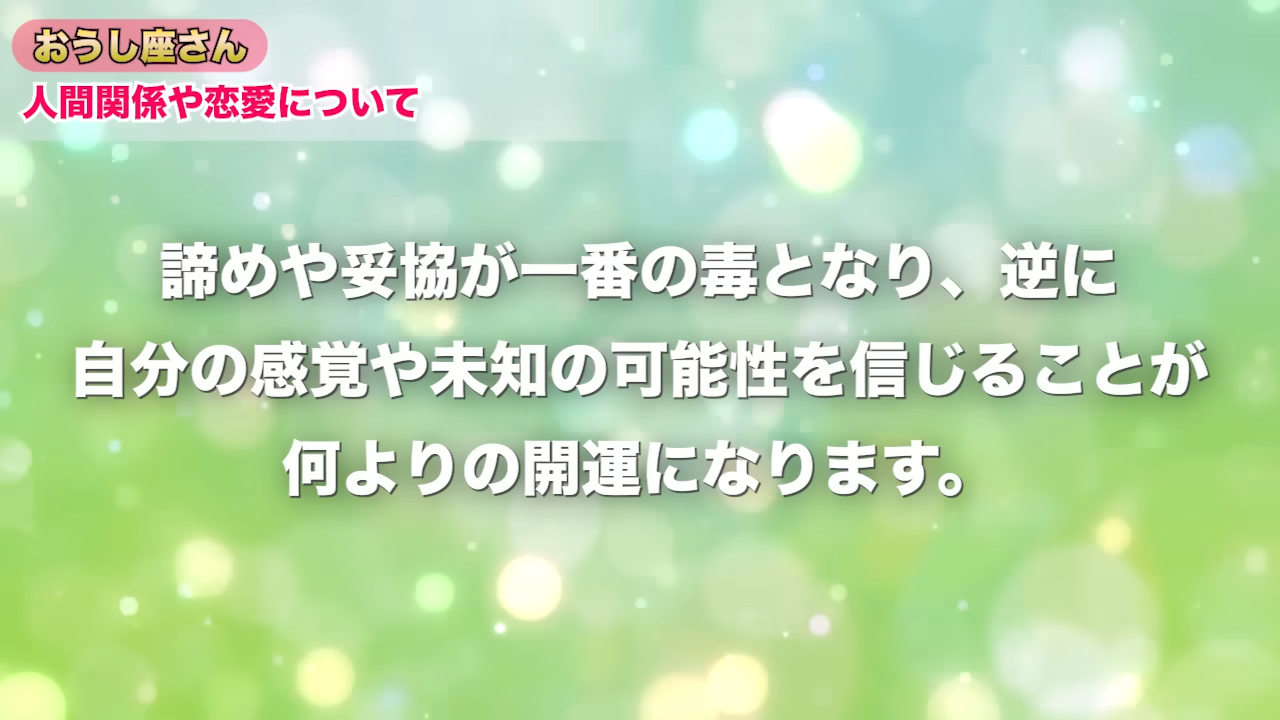 おうし座さん
人間関係や恋愛について
諦めや妥協が一番の毒となり、逆に
自分の感覚や未知の可能性を信じることが
何よりの開運になります。